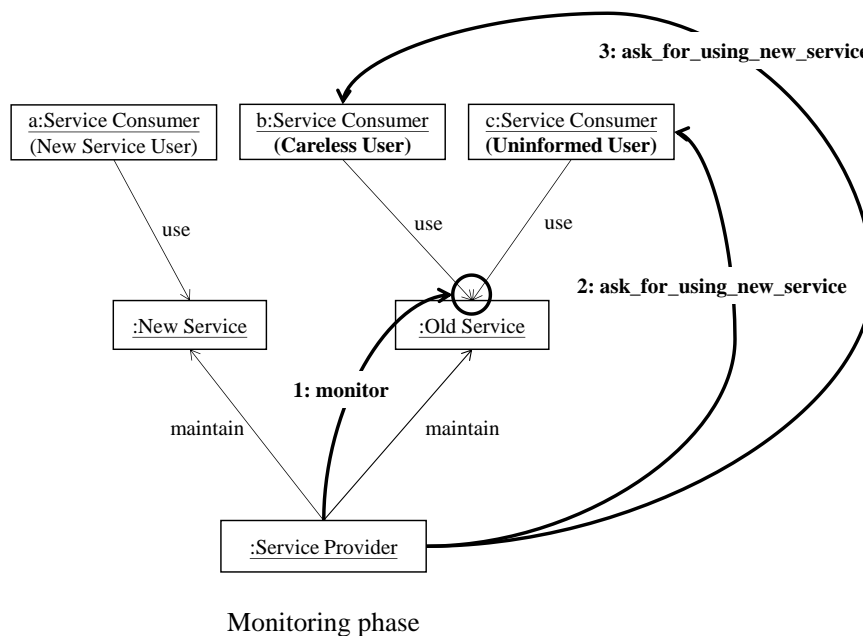 3: ask_for_using_new_service
a:Service Consumer
(New Service User)
b:Service Consumer
(Careless User)
c:Service Consumer
(Uninformed User)
use
use
use
2: ask_for_using_new_service
:New Service
:Old Service
1: monitor
maintain
maintain
:Service Provider
Monitoring phase